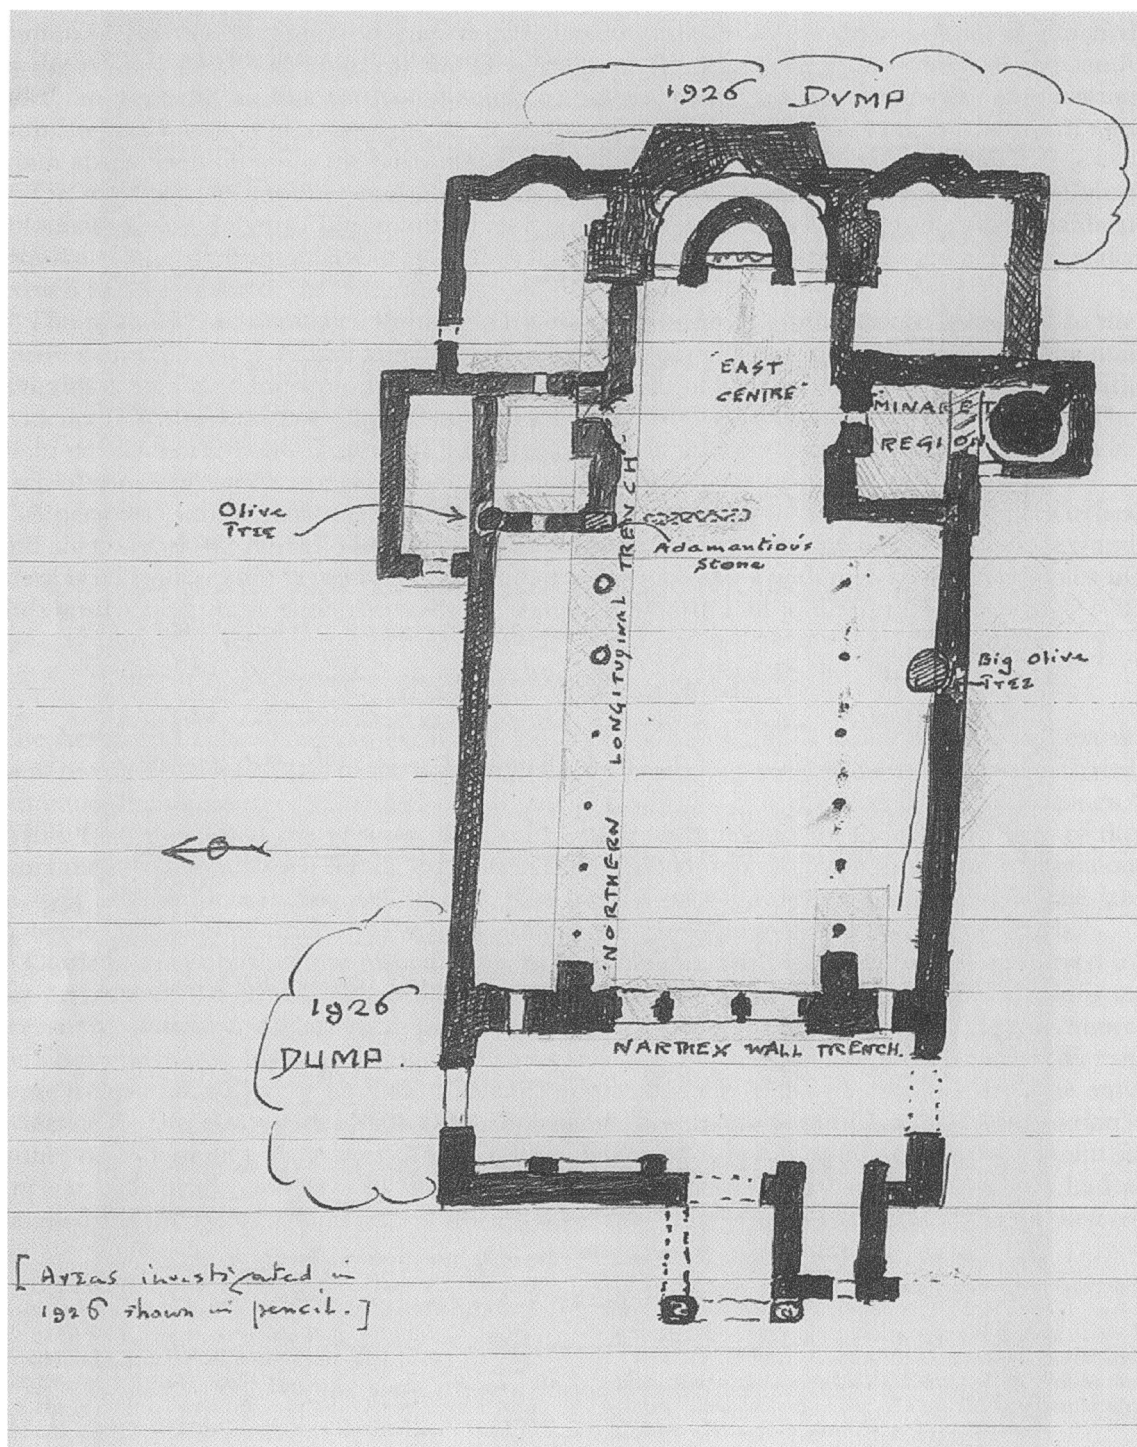 1926 DVMP
"EAST
CENTRE"
"MINARET
REGION"
Olive
Tree
Adamantiou's
Stone
Big Olive
Tree
"NORTHERN LONGITUDINAL TRENCH"
1926
DUMP.
NARTHEX WALL TRENCH.
[Areas investigated in
1926 shown in pencil.]